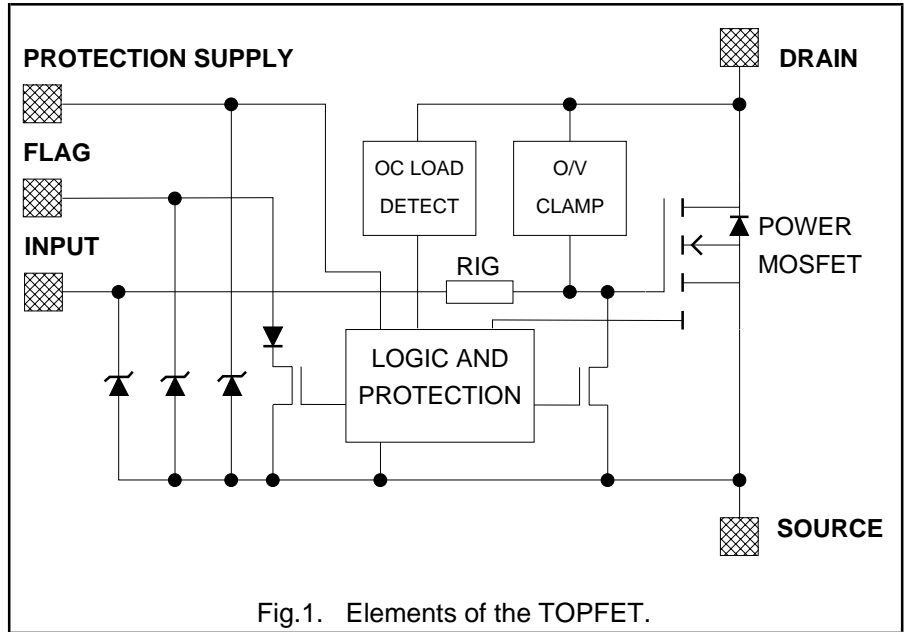 PROTECTION SUPPLY
DRAIN
FLAG
OC LOAD
DETECT
O/V
CLAMP
POWER
MOSFET
INPUT
RIG
LOGIC AND
PROTECTION
SOURCE
Fig.1. Elements of the TOPFET.